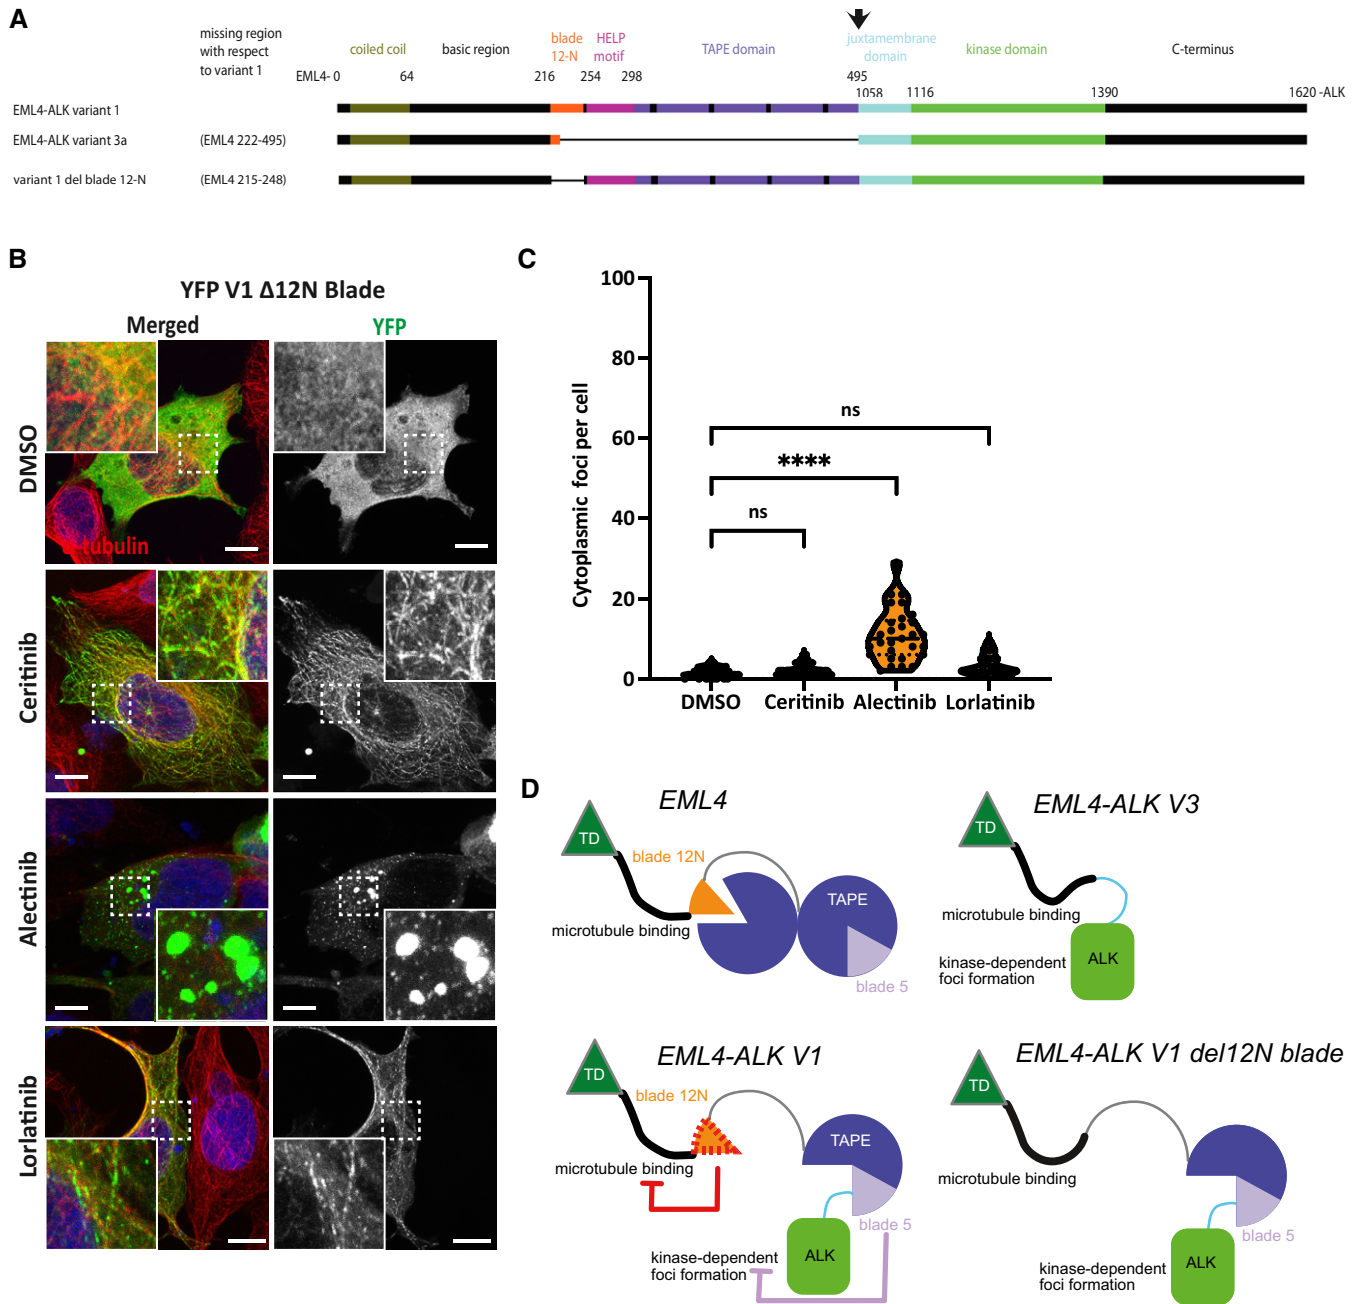 A
missing region
with respect
to variant 1
coiled coil
basic region
blade
12-N
HELP
motif
TAPE domain
juxtamembrane
domain
kinase domain
C-terminus
EML4- 0
64
216
254
298
495
1058
1116
1390
1620 -ALK
EML4-ALK variant 1
EML4-ALK variant 3a
(EML4 222-495)
variant 1 del blade 12-N
(EML4 215-248)
B
YFP V1 Δ12N Blade
Merged
YFP
DMSO
tubulin
Ceritinib
Alectinib
Lorlatinib
C
Cytoplasmic foci per cell
100
80
60
40
20
0
ns
****
ns
DMSO
Ceritinib
Alectinib
Lorlatinib
D
EML4
TD
blade 12N
TAPE
microtubule binding
blade 5
EML4-ALK V3
TD
microtubule binding
kinase-dependent
foci formation
ALK
EML4-ALK V1
TD
blade 12N
TAPE
microtubule binding
blade 5
kinase-dependent
foci formation
ALK
EML4-ALK V1 del12N blade
TD
microtubule binding
blade 5
kinase-dependent
foci formation
ALK